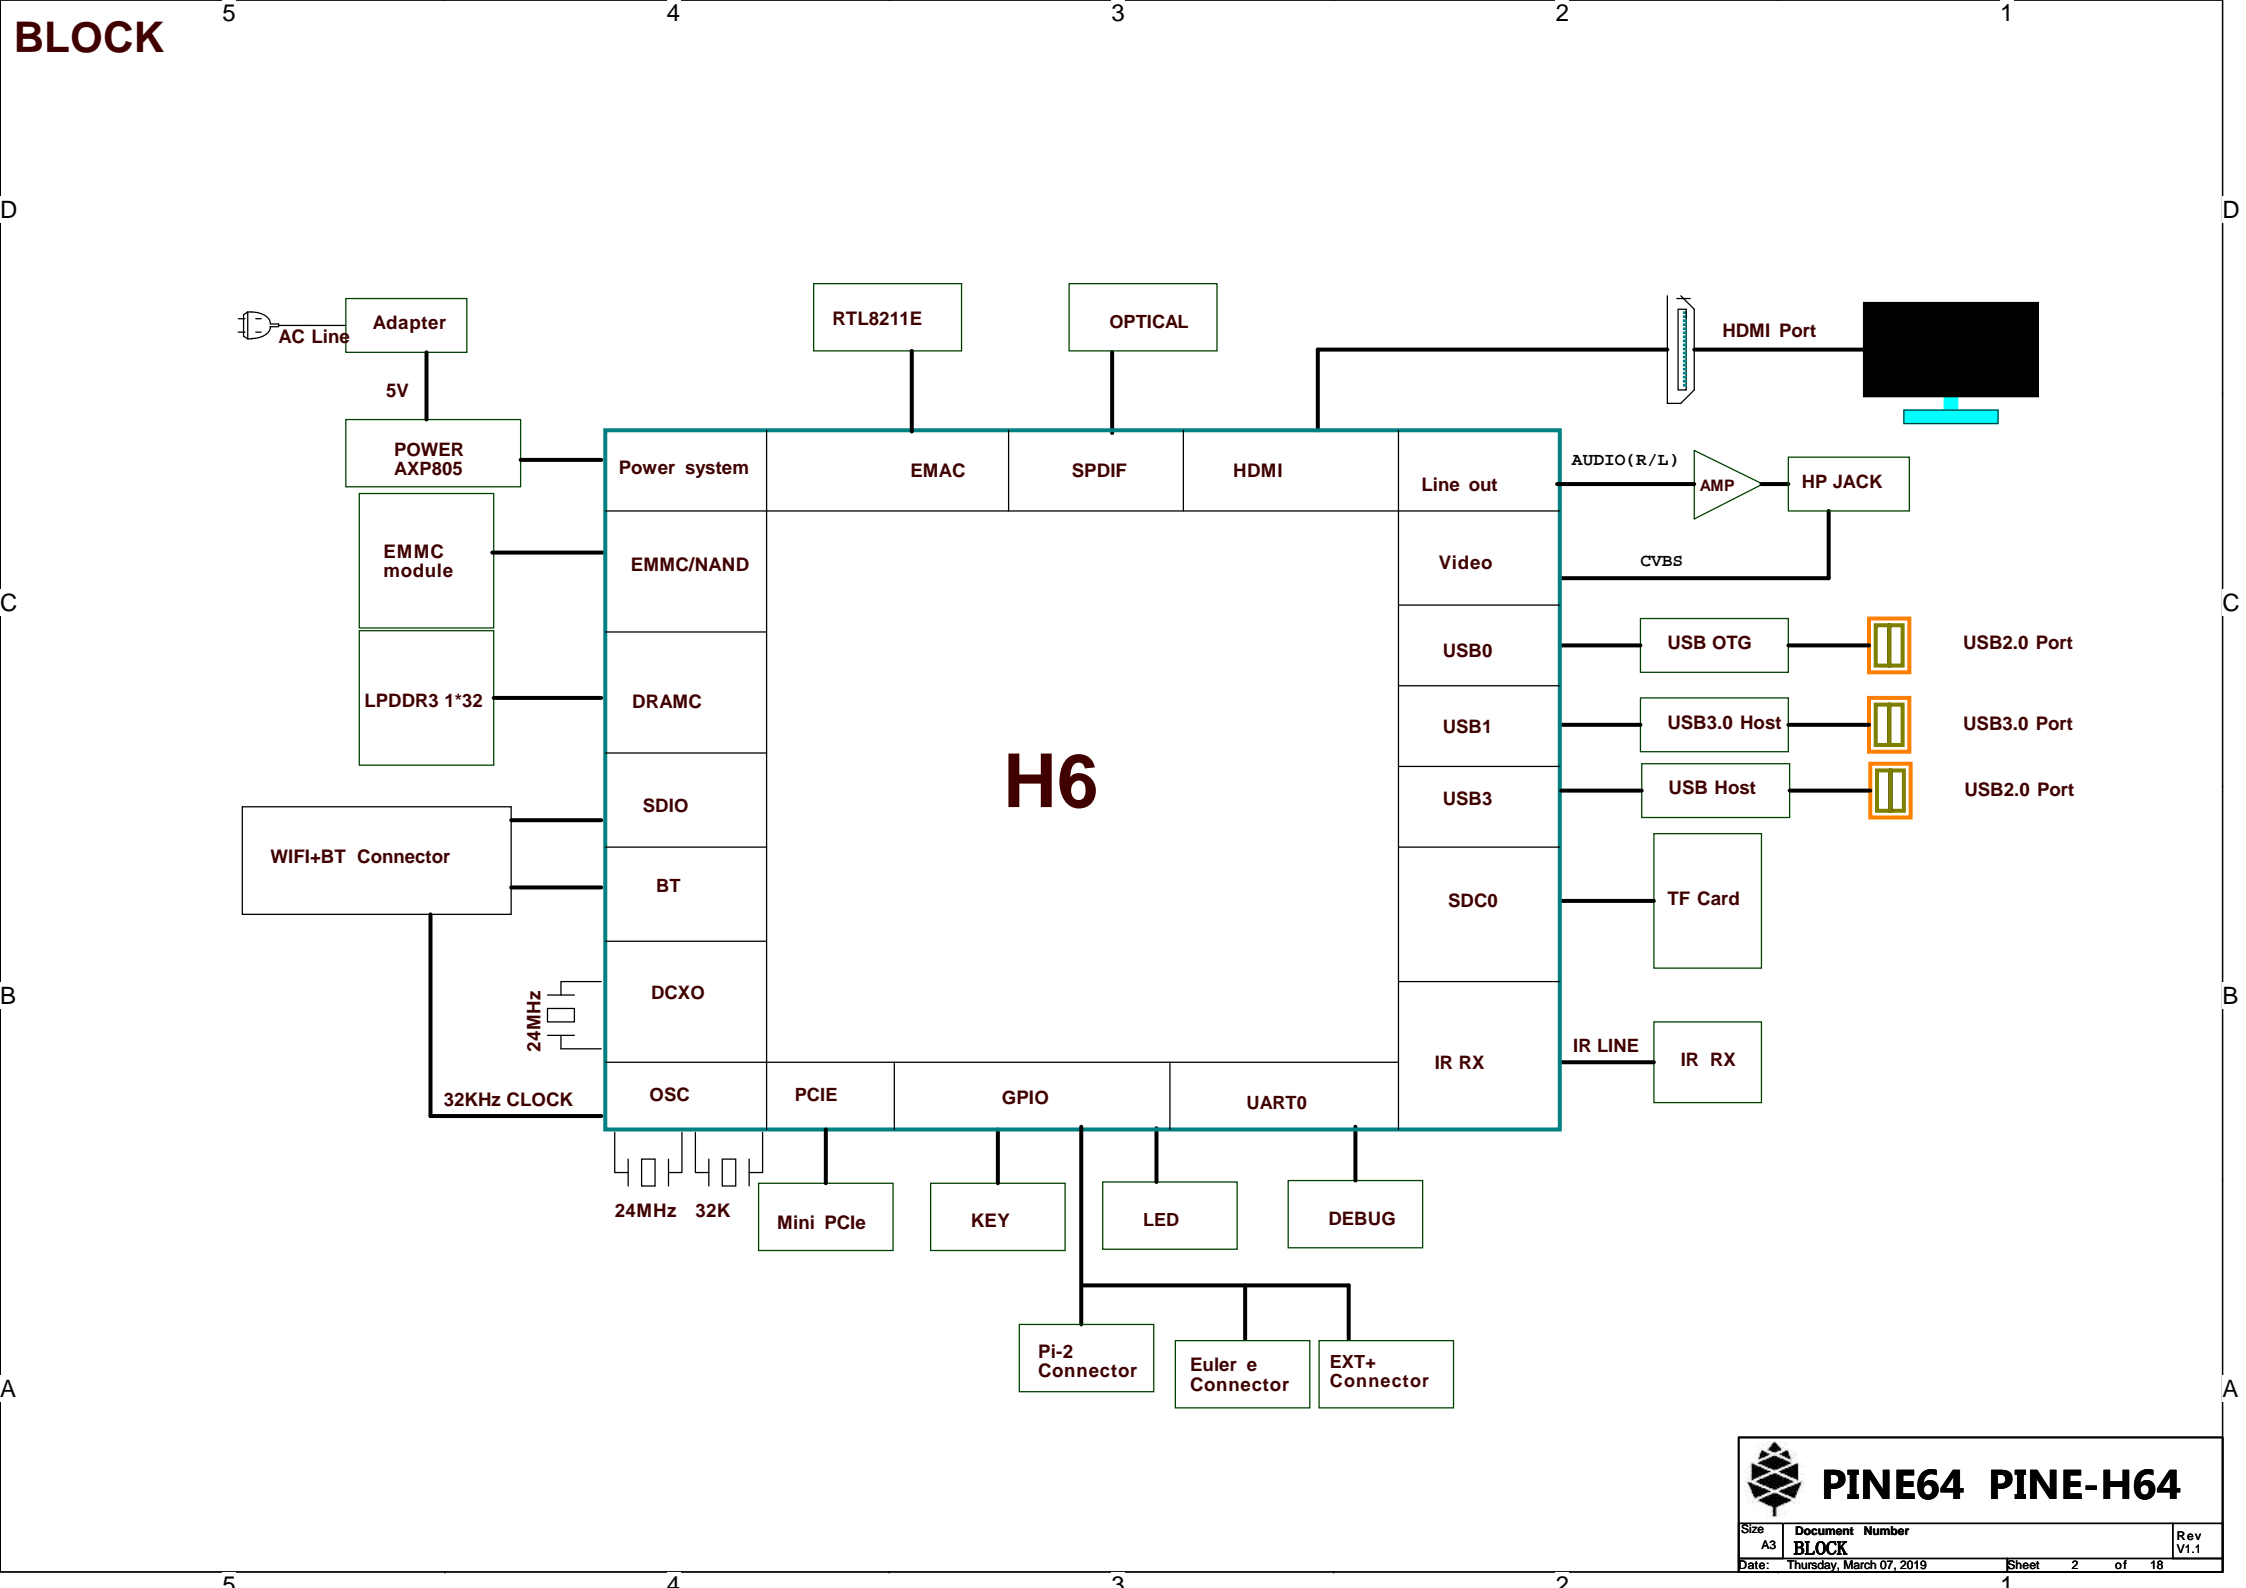 5 4 3 2 1
BLOCK
D D
AC Line
Adapter
RTL8211E
OPTICAL
HDMI Port
5V
POWER
AXP805
Power system
EMAC
SPDIF
HDMI
Line out
AUDIO(R/L)
AMP
HP JACK
EMMC
module
EMMC/NAND
Video
CVBS
C C
USB0
USB OTG
USB2.0 Port
LPDDR3 1*32
DRAMC
USB1
USB3.0 Host
USB3.0 Port
H6
SDIO
USB3
USB Host
USB2.0 Port
WIFI+BT Connector
BT
SDC0
TF Card
B B
24MHz
DCXO
IR RX
IR LINE
IR RX
32KHz CLOCK
OSC
PCIE
GPIO
UART0
24MHz
32K
Mini PCIe
KEY
LED
DEBUG
Pi-2
Connector
Euler e
Connector
EXT+
Connector
A A
PINE64 PINE-H64
Size
A3
Document Number
BLOCK
Rev
V1.1
Date: Thursday, March 07, 2019 Sheet 2 of 18
5 4 3 2 1